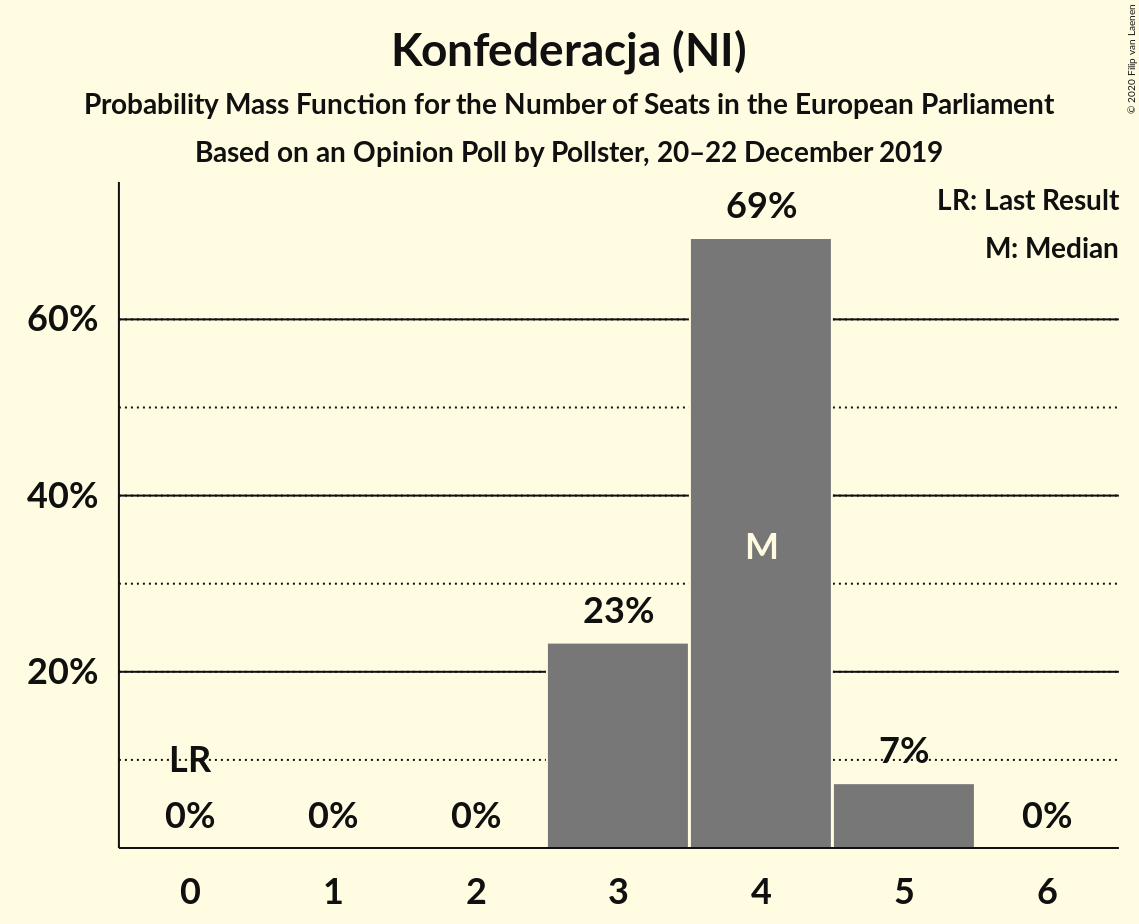 Konfederacja (NI)
Probability Mass Function for the Number of Seats in the European Parliament
Based on an Opinion Poll by Pollster, 20–22 December 2019
© 2020 Filip van Laenen
LR: Last Result
M: Median
69%
60%
40%
M
23%
20%
LR
7%
0%
0%
0%
0%
0
1
2
3
4
5
6